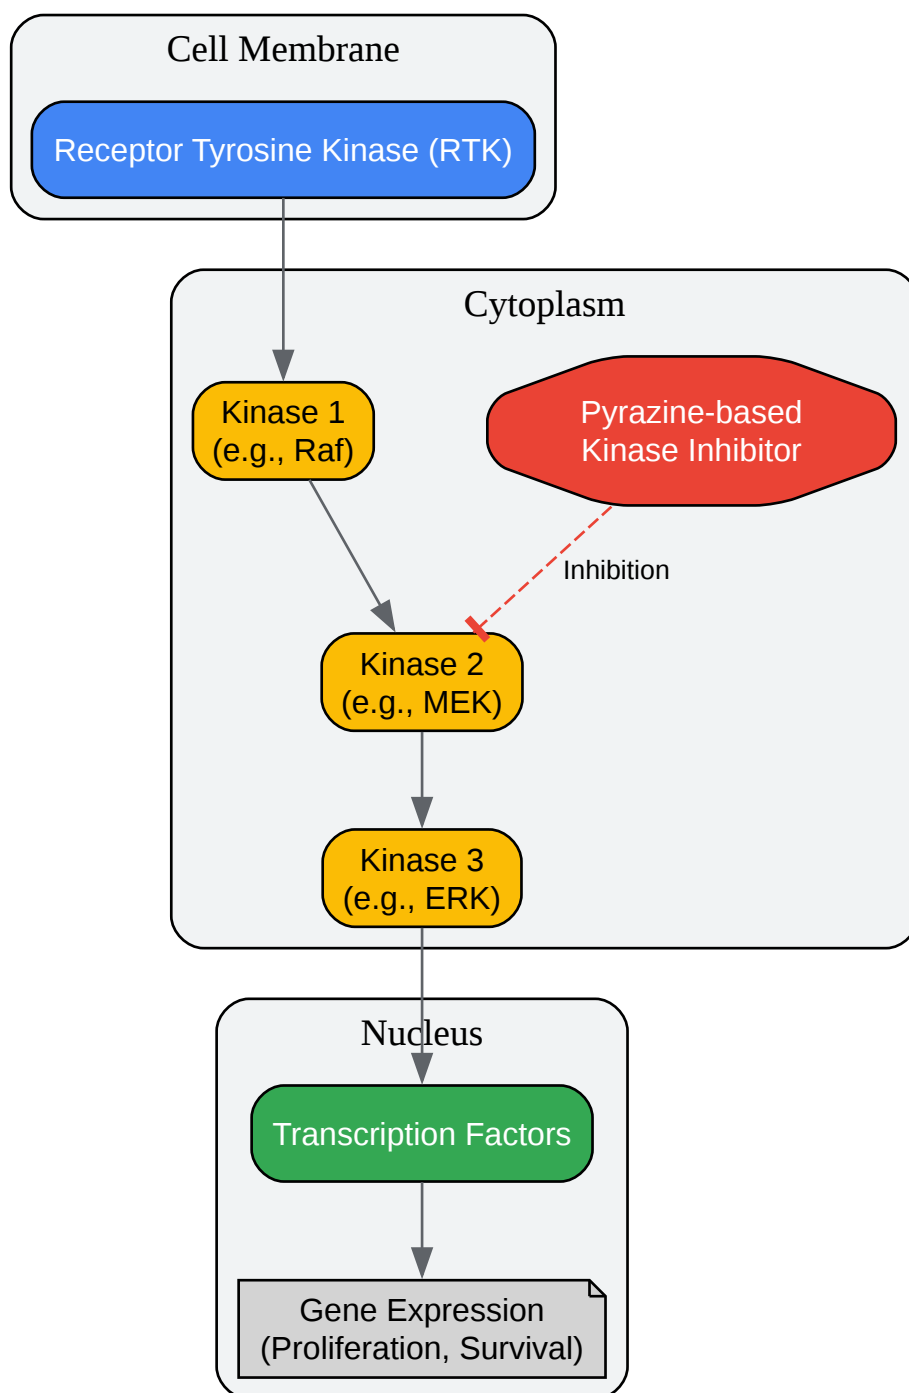 Cell Membrane
Receptor Tyrosine Kinase (RTK)
Cytoplasm
Kinase 1
(e.g., Raf)
Pyrazine-based
Kinase Inhibitor
Inhibition
Kinase 2
(e.g., MEK)
Kinase 3
(e.g., ERK)
Nucleus
Transcription Factors
Gene Expression
(Proliferation, Survival)